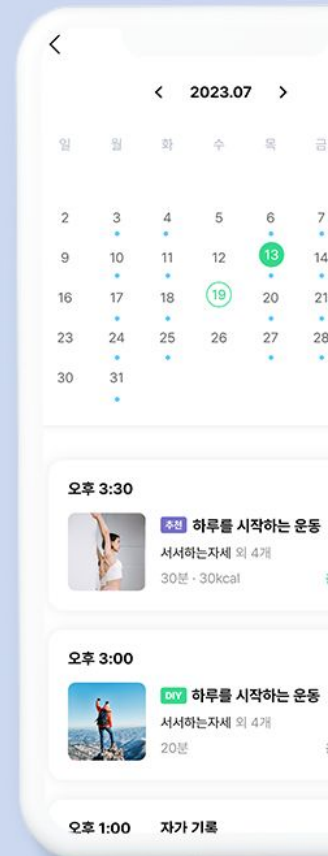 2023.07
일 월 화 수 목 금
2 3 4 5 6 7
9 10 11 12 13 14
16 17 18 19 20 21
23 24 25 26 27 28
30 31
오후 3:30
추천 하루를 시작하는 운동
서서하는자세 외 4개
30분 · 30kcal
오후 3:00
DIY 하루를 시작하는 운동
서서하는자세 외 4개
20분
오후 1:00 자가 기록